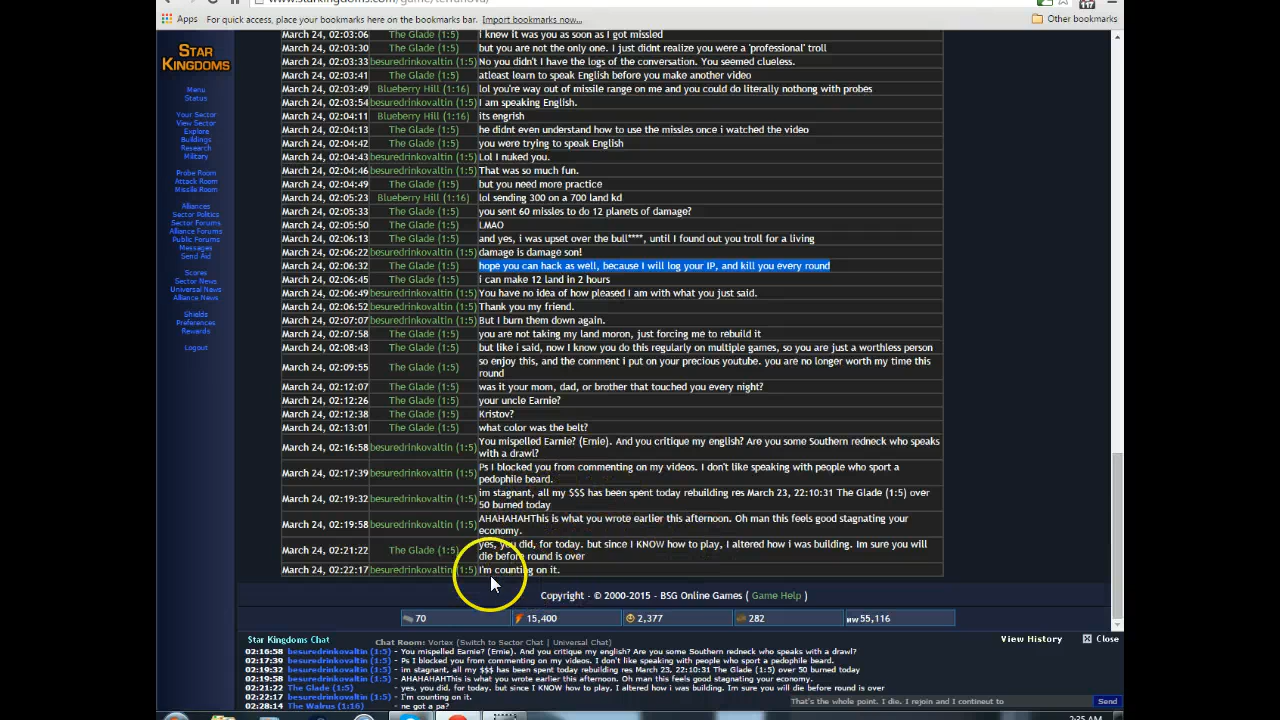 www.starkingdoms.com/game/terranova/
Apps For quick access, place your bookmarks here on the bookmarks bar. Import bookmarks now... Other bookmarks
STAR KINGDOMS
Menu
Status
Your Sector
View Sector
Explore
Buildings
Research
Military
Probe Room
Attack Room
Missile Room
Alliances
Sector Politics
Sector Forums
Alliance Forums
Public Forums
Messages
Send Aid
Scores
Sector News
Universal News
Alliance News
Shields
Preferences
Rewards
Logout
March 24, 02:03:06 The Glade (1:5) i knew it was you as soon as I got missled
March 24, 02:03:30 The Glade (1:5) but you are not the only one. I just didnt realize you were a 'professional' troll
March 24, 02:03:33 besuredrinkovaltin (1:5) No you didn't I have the logs of the conversation. You seemed clueless.
March 24, 02:03:41 The Glade (1:5) atleast learn to speak English before you make another video
March 24, 02:03:49 Blueberry Hill (1:16) lol you're way out of missile range on me and you could do literally nothong with probes
March 24, 02:03:54 besuredrinkovaltin (1:5) I am speaking English.
March 24, 02:04:11 Blueberry Hill (1:16) its engrish
March 24, 02:04:13 The Glade (1:5) he didnt even understand how to use the missles once i watched the video
March 24, 02:04:42 The Glade (1:5) you were trying to speak English
March 24, 02:04:43 besuredrinkovaltin (1:5) Lol I nuked you.
March 24, 02:04:46 besuredrinkovaltin (1:5) That was so much fun.
March 24, 02:04:49 The Glade (1:5) but you need more practice
March 24, 02:05:23 Blueberry Hill (1:16) lol sending 300 on a 700 land kd
March 24, 02:05:33 The Glade (1:5) you sent 60 missles to do 12 planets of damage?
March 24, 02:05:50 The Glade (1:5) LMAO
March 24, 02:06:13 The Glade (1:5) and yes, i was upset over the bull****, until I found out you troll for a living
March 24, 02:06:22 besuredrinkovaltin (1:5) damage is damage son!
March 24, 02:06:32 The Glade (1:5) hope you can hack as well, because I will log your IP, and kill you every round
March 24, 02:06:45 The Glade (1:5) i can make 12 land in 2 hours
March 24, 02:06:49 besuredrinkovaltin (1:5) You have no idea of how pleased I am with what you just said.
March 24, 02:06:52 besuredrinkovaltin (1:5) Thank you my friend.
March 24, 02:07:07 besuredrinkovaltin (1:5) But I burn them down again.
March 24, 02:07:58 The Glade (1:5) you are not taking my land moron, just forcing me to rebuild it
March 24, 02:08:43 The Glade (1:5) but like i said, now I know you do this regularly on multiple games, so you are just a worthless person
March 24, 02:09:55 The Glade (1:5) so enjoy this, and the comment i put on your precious youtube. you are no longer worth my time this
round
March 24, 02:12:07 The Glade (1:5) was it your mom, dad, or brother that touched you every night?
March 24, 02:12:26 The Glade (1:5) your uncle Earnie?
March 24, 02:12:38 The Glade (1:5) Kristov?
March 24, 02:13:01 The Glade (1:5) what color was the belt?
March 24, 02:16:58 besuredrinkovaltin (1:5) You mispelled Earnie? (Ernie). And you critique my english? Are you some Southern redneck who speaks
with a drawl?
March 24, 02:17:39 besuredrinkovaltin (1:5) Ps I blocked you from commenting on my videos. I don't like speaking with people who sport a
pedophile beard.
March 24, 02:19:32 besuredrinkovaltin (1:5) im stagnant, all my $$$ has been spent today rebuilding res March 23, 22:10:31 The Glade (1:5) over
50 burned today
March 24, 02:19:58 besuredrinkovaltin (1:5) AHAHAHAHThis is what you wrote earlier this afternoon. Oh man this feels good stagnating your
economy.
March 24, 02:21:22 The Glade (1:5) yes, you did, for today. but since I KNOW how to play, I altered how i was building. Im sure you will
die before round is over
March 24, 02:22:17 besuredrinkovaltin (1:5) I'm counting on it.
Copyright - © 2000-2015 - BSG Online Games ( Game Help )
70 15,400 2,377 282 NW 55,116
Star Kingdoms Chat Chat Room: Vortex (Switch to Sector Chat | Universal Chat) View History Close
02:16:58 besuredrinkovaltin (1:5) - You mispelled Earnie? (Ernie). And you critique my english? Are you some Southern redneck who speaks with a drawl?
02:17:39 besuredrinkovaltin (1:5) - Ps I blocked you from commenting on my videos. I don't like speaking with people who sport a pedophile beard.
02:19:32 besuredrinkovaltin (1:5) - im stagnant, all my $$$ has been spent today rebuilding res March 23, 22:10:31 The Glade (1:5) over 50 burned today
02:19:58 besuredrinkovaltin (1:5) - AHAHAHAHThis is what you wrote earlier this afternoon. Oh man this feels good stagnating your economy.
02:21:22 The Glade (1:5) - yes, you did, for today. but since I KNOW how to play, I altered how i was building. Im sure you will die before round is over
02:22:17 besuredrinkovaltin (1:5) - I'm counting on it.
02:28:14 The Walrus (1:16) - ne got a pa?
That's the whole point. I die. I rejoin and I contineut to Send
2:35 AM